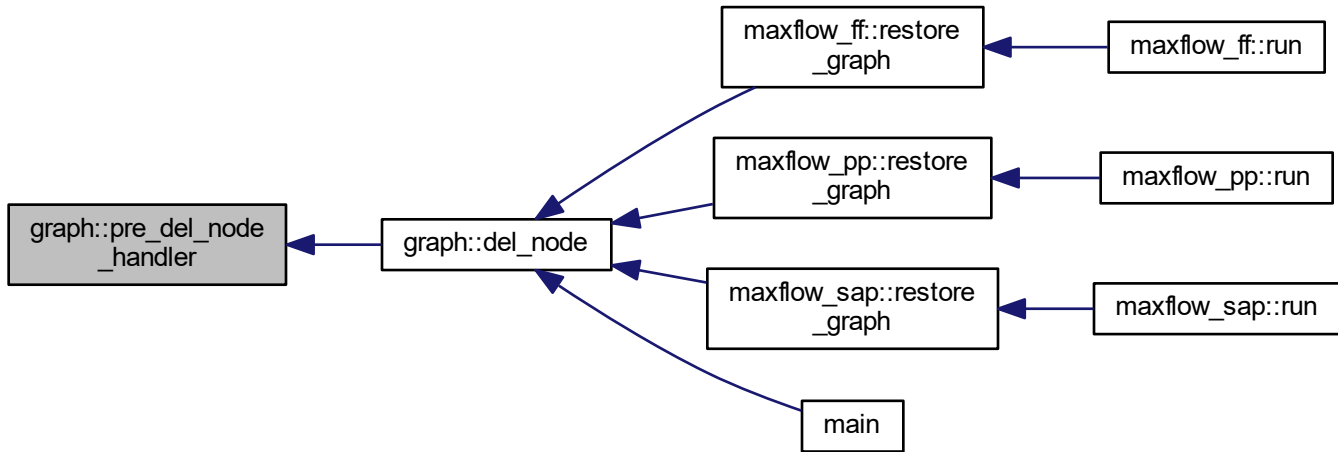 graph::pre_del_node
_handler
graph::del_node
maxflow_ff::restore
_graph
maxflow_ff::run
maxflow_pp::restore
_graph
maxflow_pp::run
maxflow_sap::restore
_graph
maxflow_sap::run
main